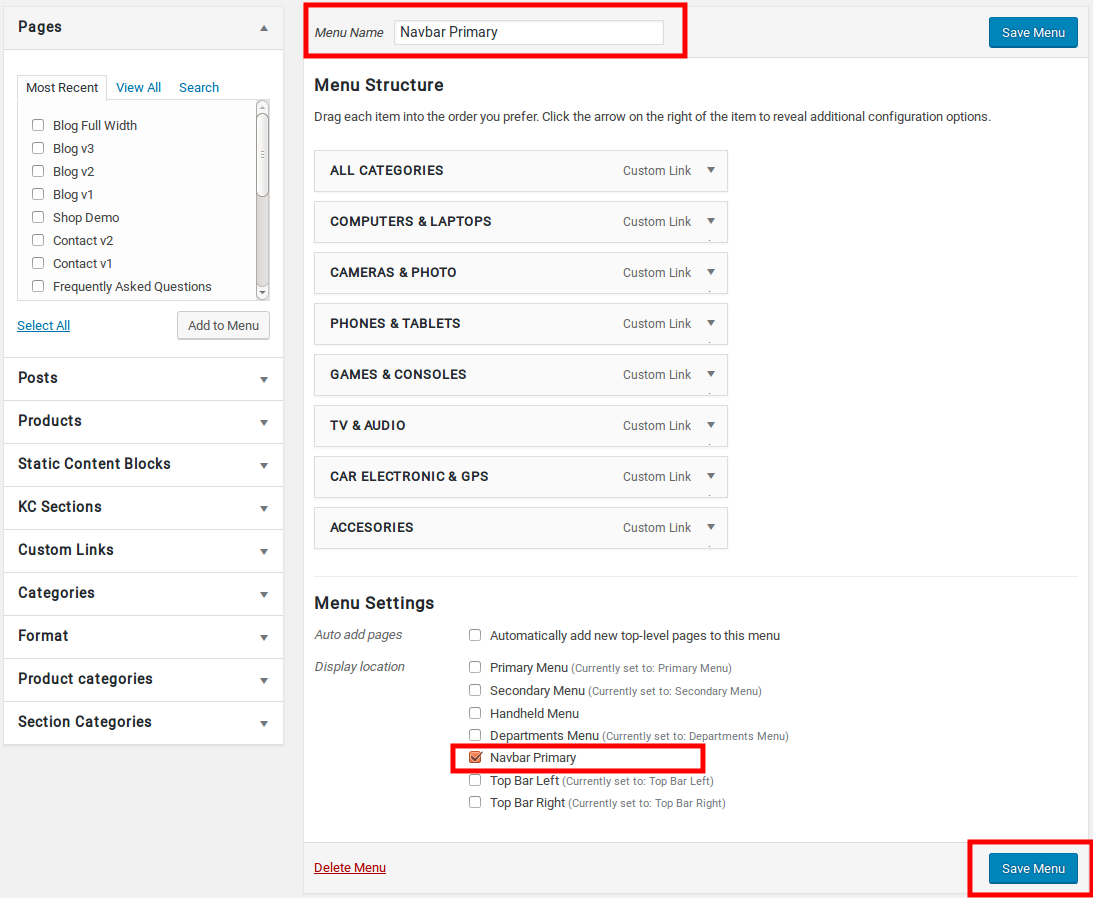 Pages
Most Recent View All Search
Blog Full Width
Blog v3
Blog v2
Blog v1
Shop Demo
Contact v2
Contact v1
Frequently Asked Questions
Select All Add to Menu
Posts
Products
Static Content Blocks
KC Sections
Custom Links
Categories
Format
Product categories
Section Categories
Menu Name Navbar Primary Save Menu
Menu Structure
Drag each item into the order you prefer. Click the arrow on the right of the item to reveal additional configuration options.
ALL CATEGORIES Custom Link
COMPUTERS & LAPTOPS Custom Link
CAMERAS & PHOTO Custom Link
PHONES & TABLETS Custom Link
GAMES & CONSOLES Custom Link
TV & AUDIO Custom Link
CAR ELECTRONIC & GPS Custom Link
ACCESORIES Custom Link
Menu Settings
Auto add pages Automatically add new top-level pages to this menu
Display location Primary Menu (Currently set to: Primary Menu)
Secondary Menu (Currently set to: Secondary Menu)
Handheld Menu
Departments Menu (Currently set to: Departments Menu)
Navbar Primary
Top Bar Left (Currently set to: Top Bar Left)
Top Bar Right (Currently set to: Top Bar Right)
Delete Menu Save Menu